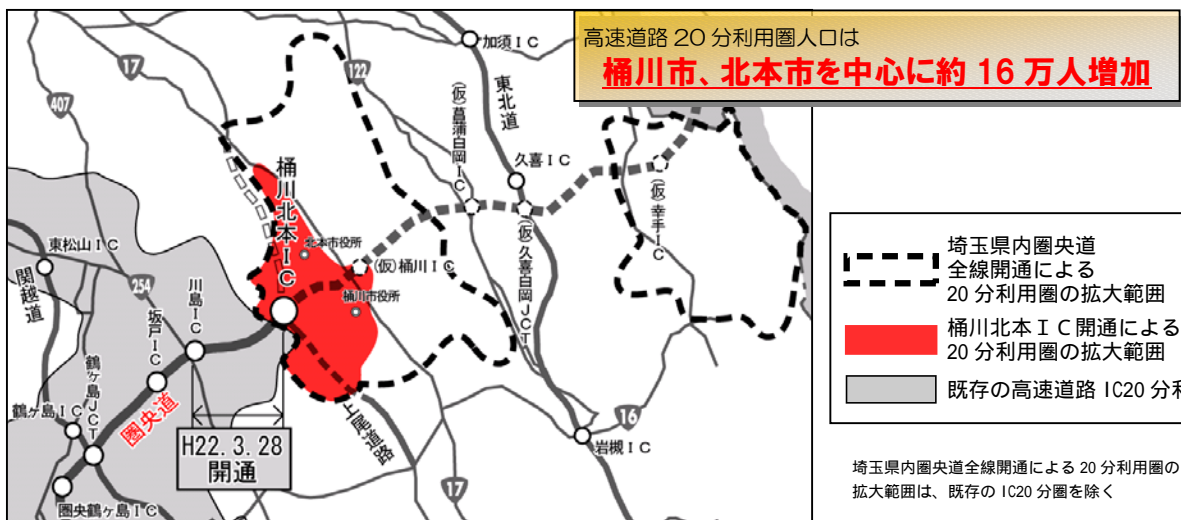 高速道路20分利用圏人口は
桶川市、北本市を中心に約16万人増加
加須IC
17
122
407
東北道
(仮)菖蒲白岡IC
久喜IC
(仮)幸手IC
桶川北本IC
北本市役所
(仮)桶川IC
桶川市役所
(仮)久喜白岡JCT
東松山IC
関越道
254
川島IC
坂戸IC
鶴ヶ島JCT
鶴ヶ島IC
圏央道
H22.3.28
開通
上尾道路
16
岩槻IC
17
圏央鶴ヶ島IC
埼玉県内圏央道
全線開通による
20分利用圏の拡大範囲
桶川北本IC開通による
20分利用圏の拡大範囲
既存の高速道路IC20分利
埼玉県内圏央道全線開通による20分利用圏の
拡大範囲は、既存のIC20分圏を除く